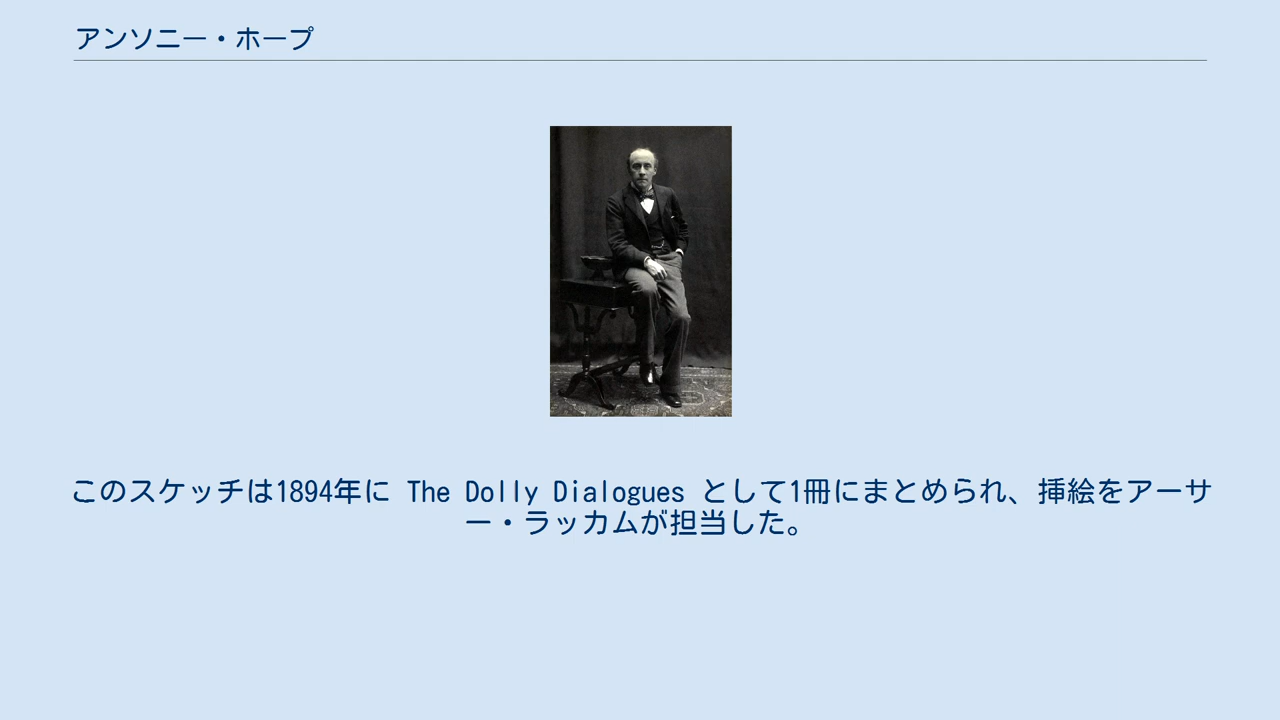 アンソニー・ホープ
このスケッチは1894年に The Dolly Dialogues として1冊にまとめられ、挿絵をアーサ
ー・ラッカムが担当した。